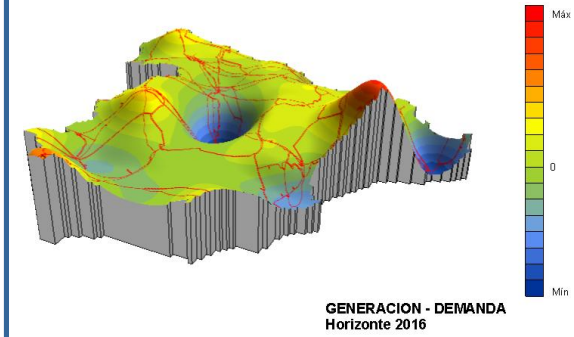 Máx
0
Mín
GENERACION - DEMANDA
Horizonte 2016